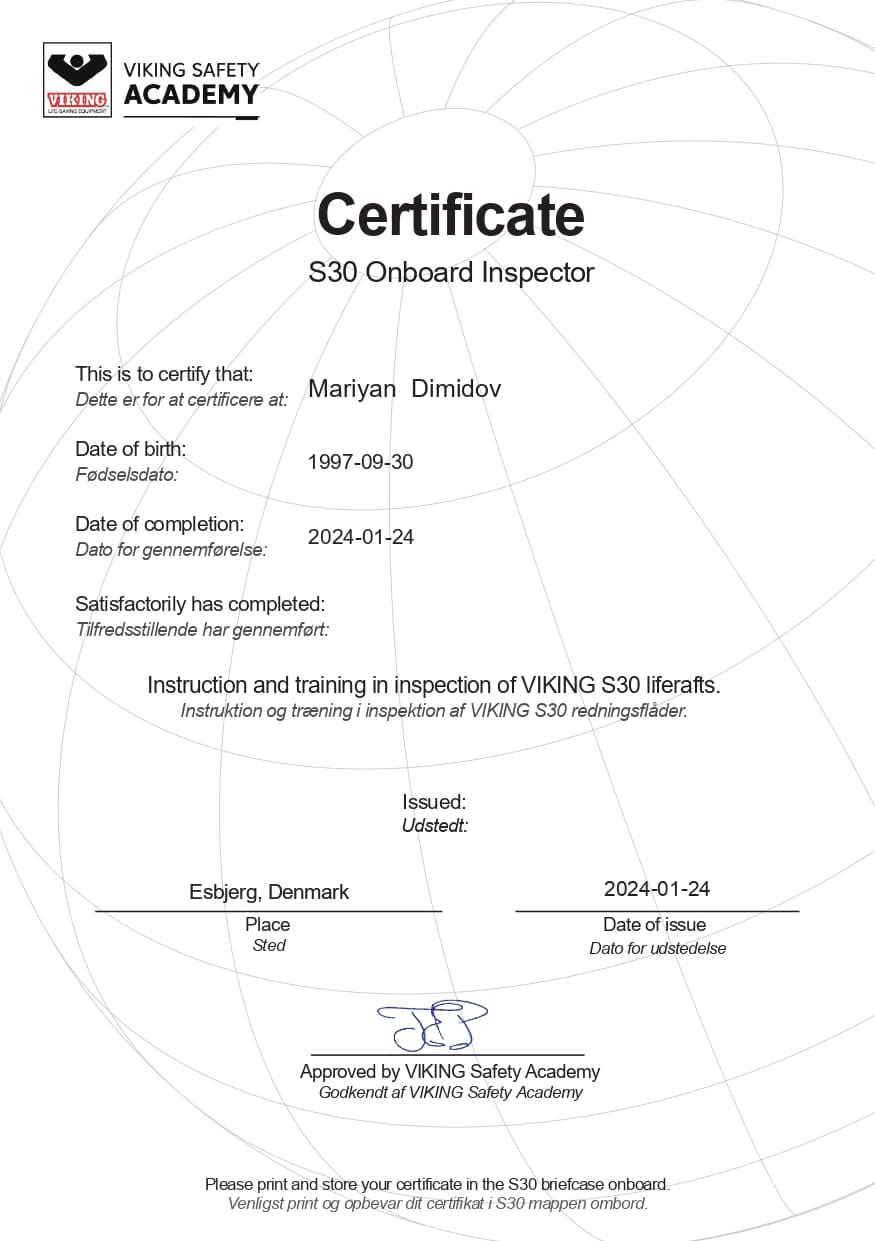 VIKING SAFETY
ACADEMY
VIKING
LIFE-SAVING EQUIPMENT
Certificate
S30 Onboard Inspector
This is to certify that:
Dette er for at certificere at:
Mariyan Dimidov
Date of birth:
Fødselsdato:
1997-09-30
Date of completion:
Dato for gennemførelse:
2024-01-24
Satisfactorily has completed:
Tilfredsstillende har gennemført:
Instruction and training in inspection of VIKING S30 liferafts.
Instruktion og træning i inspektion af VIKING S30 redningsflåder.
Issued:
Udstedt:
Esbjerg, Denmark
Place
Sted
2024-01-24
Date of issue
Dato for udstedelse
Approved by VIKING Safety Academy
Godkendt af VIKING Safety Academy
Please print and store your certificate in the S30 briefcase onboard.
Venligst print og opbevar dit certifikat i S30 mappen ombord.